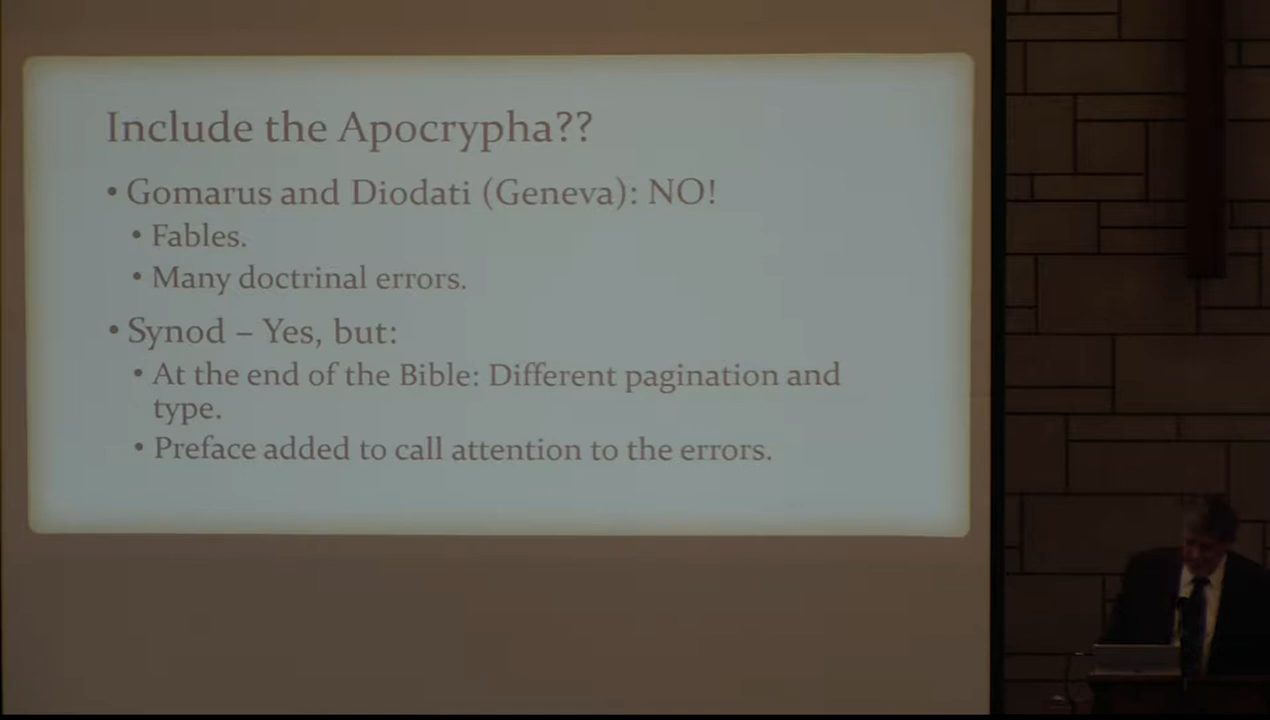 Include the Apocrypha??
• Gomarus and Diodati (Geneva): NO!
• Fables.
• Many doctrinal errors.
• Synod – Yes, but:
• At the end of the Bible: Different pagination and
type.
• Preface added to call attention to the errors.